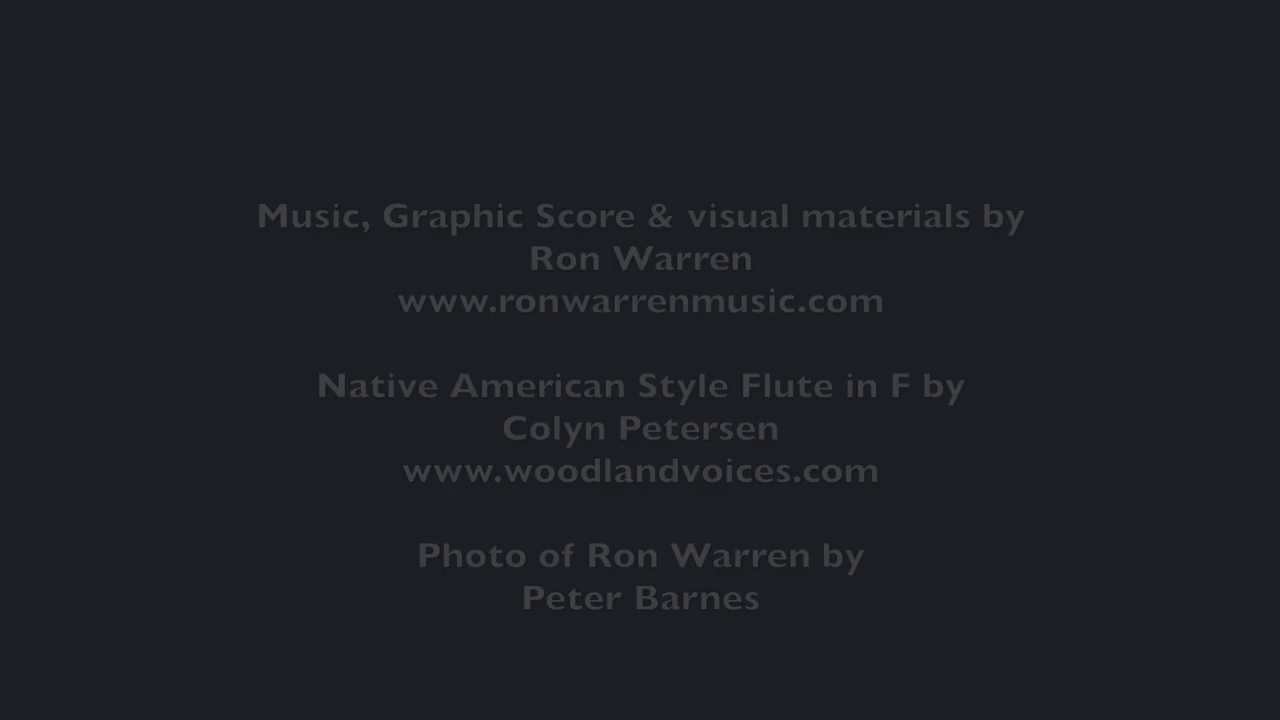 Music, Graphic Score & visual materials by
Ron Warren
www.ronwarrenmusic.com
Native American Style Flute in F by
Colyn Petersen
www.woodlandvoices.com
Photo of Ron Warren by
Peter Barnes